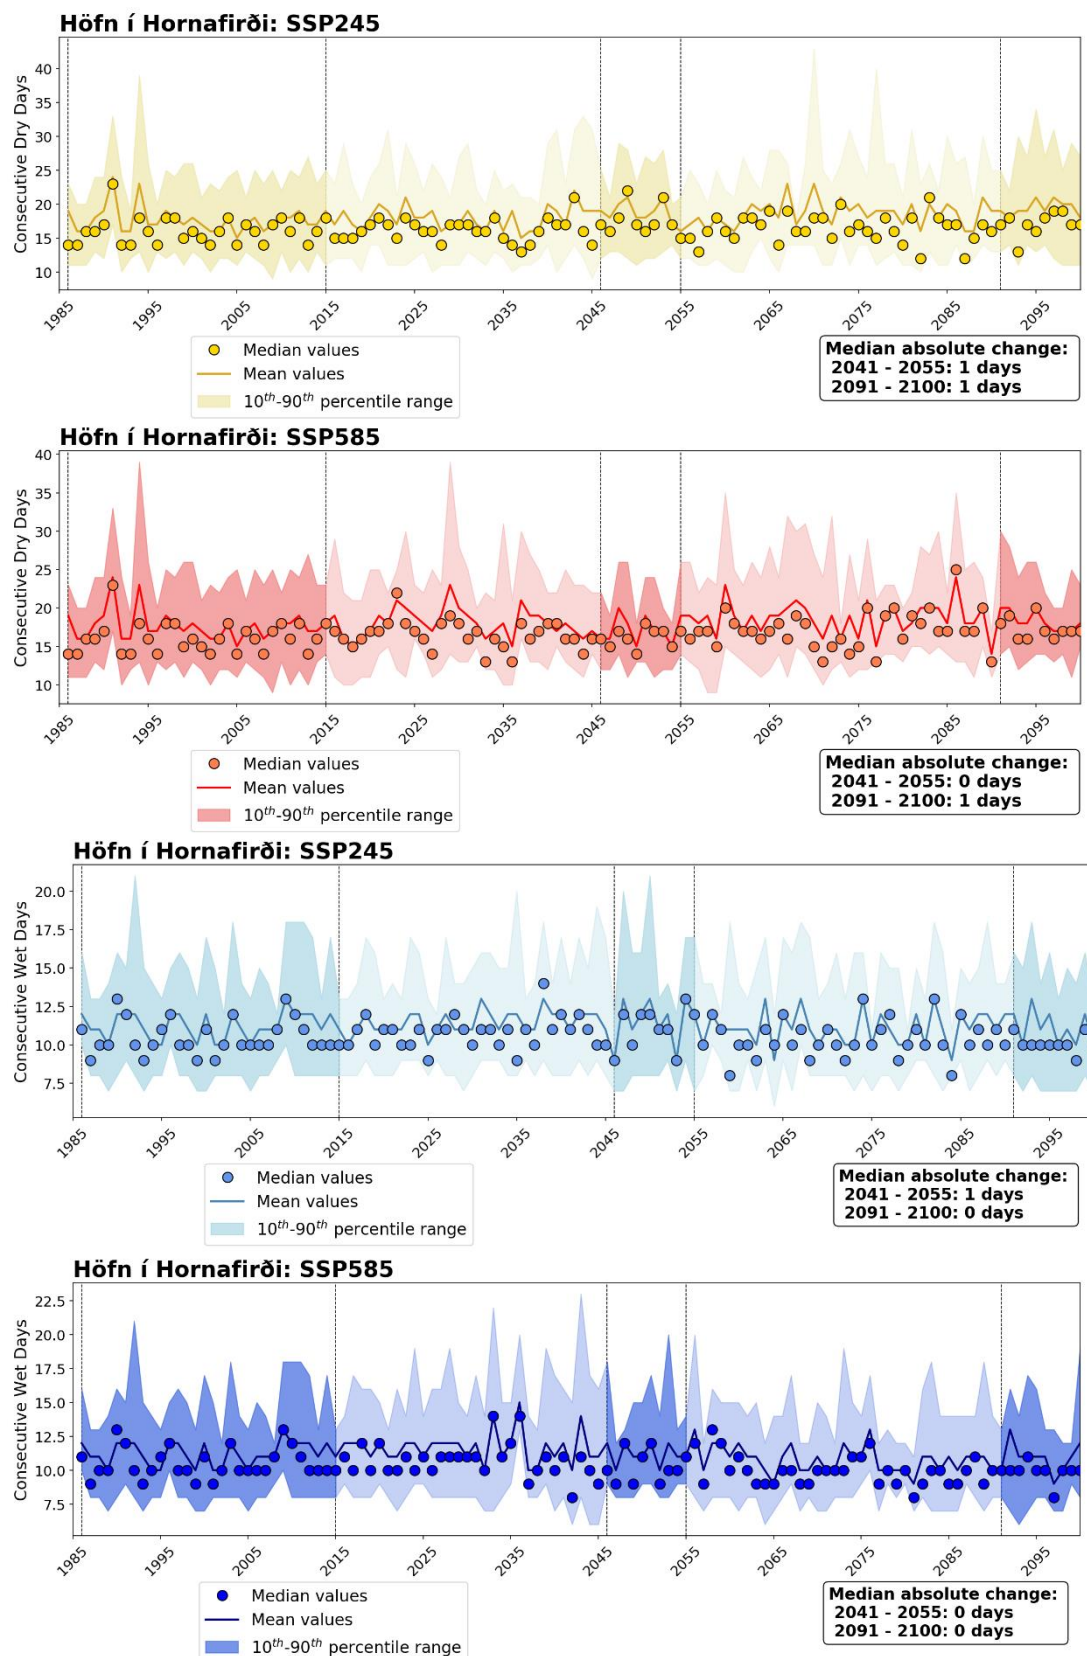 Höfn í Hornafirði: SSP245
Consecutive Dry Days
40
35
30
25
20
15
10
1985
1995
2005
2015
2025
2035
2045
2055
2065
2075
2085
2095
Median values
Mean values
10th-90th percentile range
Median absolute change:
2041 - 2055: 1 days
2091 - 2100: 1 days
Höfn í Hornafirði: SSP585
Consecutive Dry Days
40
35
30
25
20
15
10
1985
1995
2005
2015
2025
2035
2045
2055
2065
2075
2085
2095
Median values
Mean values
10th-90th percentile range
Median absolute change:
2041 - 2055: 0 days
2091 - 2100: 1 days
Höfn í Hornafirði: SSP245
Consecutive Wet Days
20.0
17.5
15.0
12.5
10.0
7.5
1985
1995
2005
2015
2025
2035
2045
2055
2065
2075
2085
2095
Median values
Mean values
10th-90th percentile range
Median absolute change:
2041 - 2055: 1 days
2091 - 2100: 0 days
Höfn í Hornafirði: SSP585
Consecutive Wet Days
22.5
20.0
17.5
15.0
12.5
10.0
7.5
1985
1995
2005
2015
2025
2035
2045
2055
2065
2075
2085
2095
Median values
Mean values
10th-90th percentile range
Median absolute change:
2041 - 2055: 0 days
2091 - 2100: 0 days